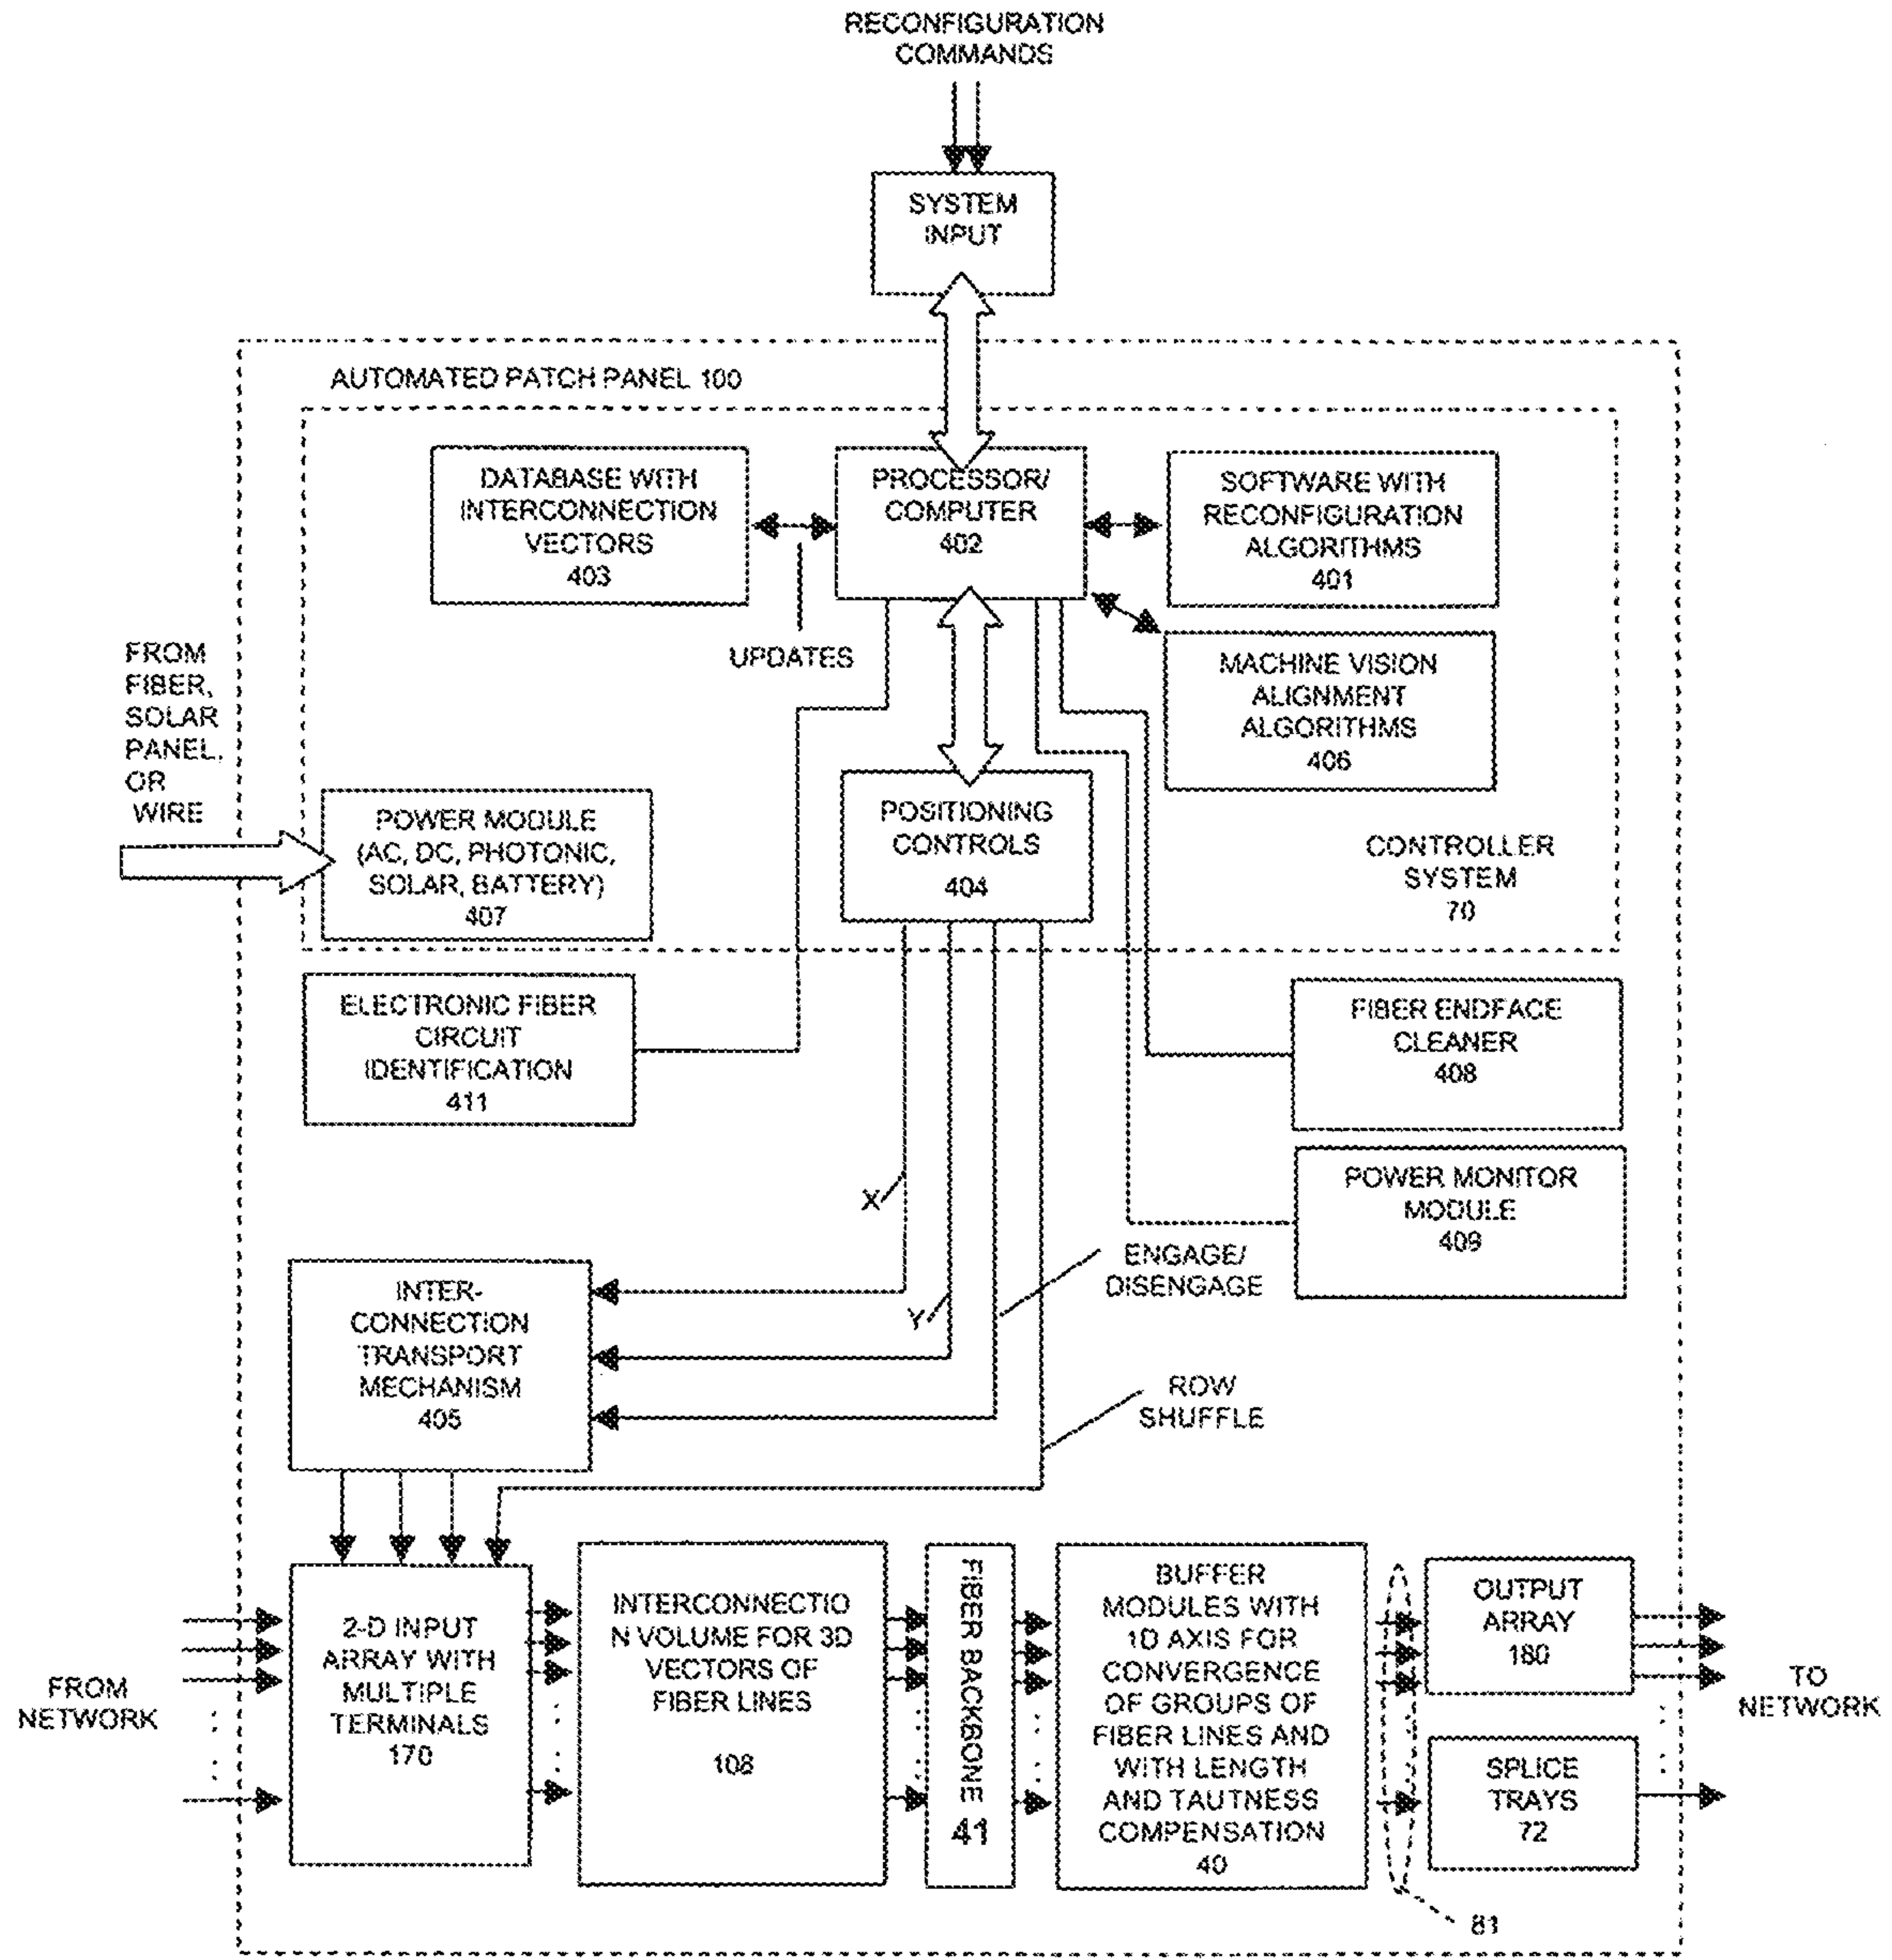 RECONFIGURATION
COMMANDS
SYSTEM
INPUT
AUTOMATED PATCH PANEL 100
DATABASE WITH
INTERCONNECTION
VECTORS
403
PROCESSOR/
COMPUTER
402
SOFTWARE WITH
RECONFIGURATION
ALGORITHMS
401
UPDATES
MACHINE VISION
ALIGNMENT
ALGORITHMS
406
FROM
FIBER,
SOLAR
PANEL,
OR
WIRE
POWER MODULE
(AC, DC, PHOTONIC,
SOLAR, BATTERY)
407
POSITIONING
CONTROLS
404
CONTROLLER
SYSTEM
70
ELECTRONIC FIBER
CIRCUIT
IDENTIFICATION
411
FIBER ENDFACE
CLEANER
408
POWER MONITOR
MODULE
409
X
Y
ENGAGE/
DISENGAGE
INTER-
CONNECTION
TRANSPORT
MECHANISM
405
ROW
SHUFFLE
FROM
NETWORK
2-D INPUT
ARRAY WITH
MULTIPLE
TERMINALS
170
INTERCONNECTIO
N VOLUME FOR 3D
VECTORS OF
FIBER LINES
108
FIBER BACKBONE
41
BUFFER
MODULES WITH
1D AXIS FOR
CONVERGENCE
OF GROUPS OF
FIBER LINES AND
WITH LENGTH
AND TAUTNESS
COMPENSATION
40
OUTPUT
ARRAY
180
SPLICE
TRAYS
72
TO
NETWORK
81